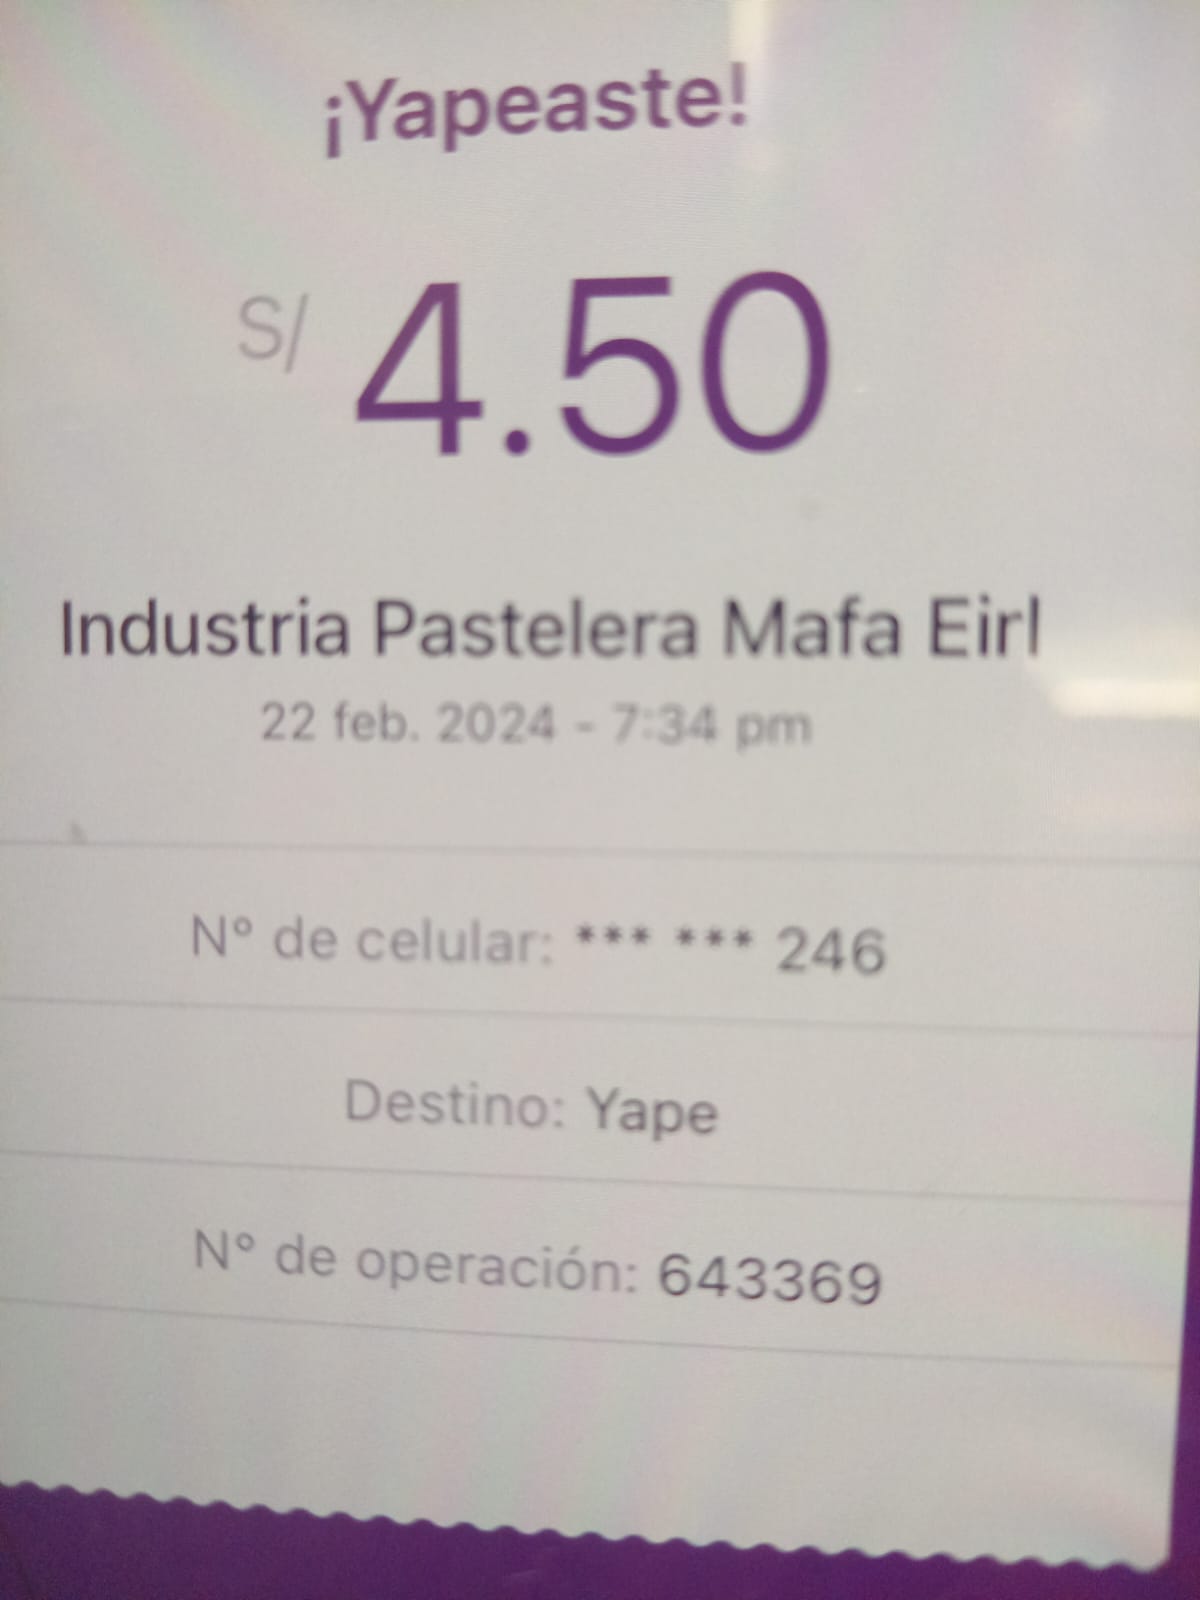 ¡Yapeaste!
S/ 4.50
Industria Pastelera Mafa Eirl
22 feb. 2024 - 7:34 pm
N° de celular: *** *** 246
Destino: Yape
N° de operación: 643369